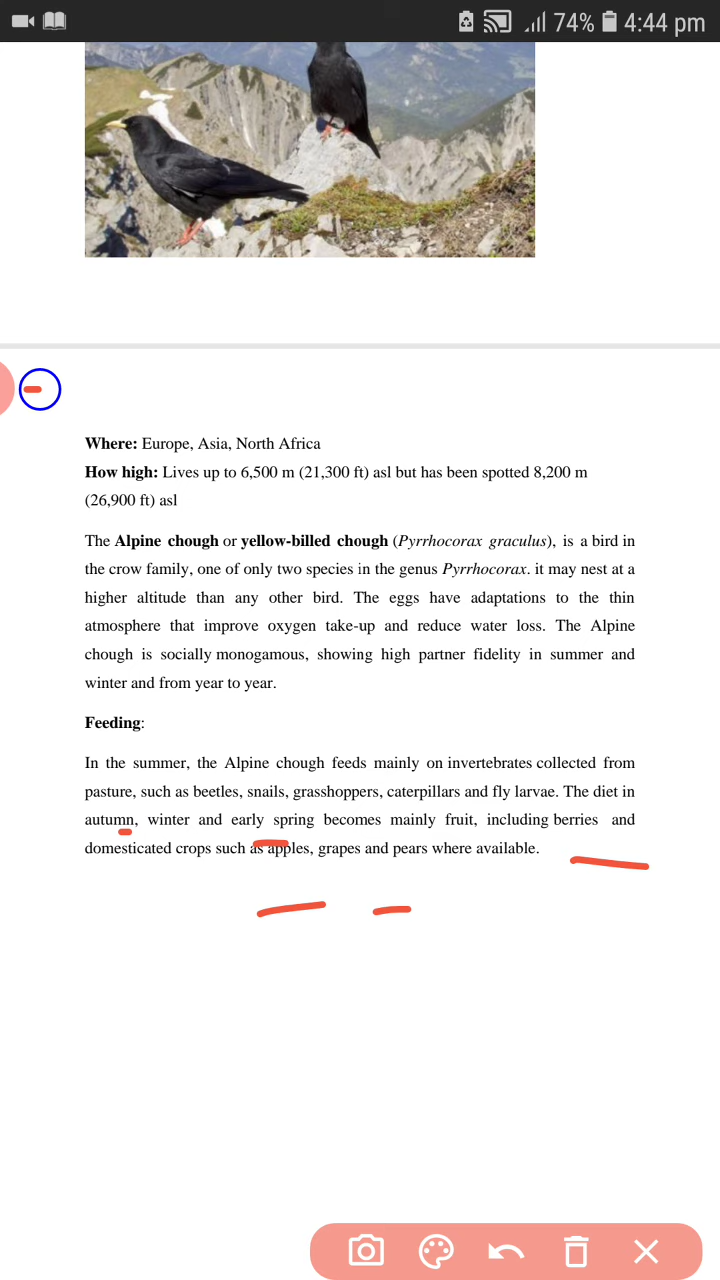 74% 4:44 pm
Where: Europe, Asia, North Africa
How high: Lives up to 6,500 m (21,300 ft) asl but has been spotted 8,200 m
(26,900 ft) asl
The Alpine chough or yellow-billed chough (Pyrrhocorax graculus), is a bird in
the crow family, one of only two species in the genus Pyrrhocorax. it may nest at a
higher altitude than any other bird. The eggs have adaptations to the thin
atmosphere that improve oxygen take-up and reduce water loss. The Alpine
chough is socially monogamous, showing high partner fidelity in summer and
winter and from year to year.
Feeding:
In the summer, the Alpine chough feeds mainly on invertebrates collected from
pasture, such as beetles, snails, grasshoppers, caterpillars and fly larvae. The diet in
autumn, winter and early spring becomes mainly fruit, including berries and
domesticated crops such as apples, grapes and pears where available.